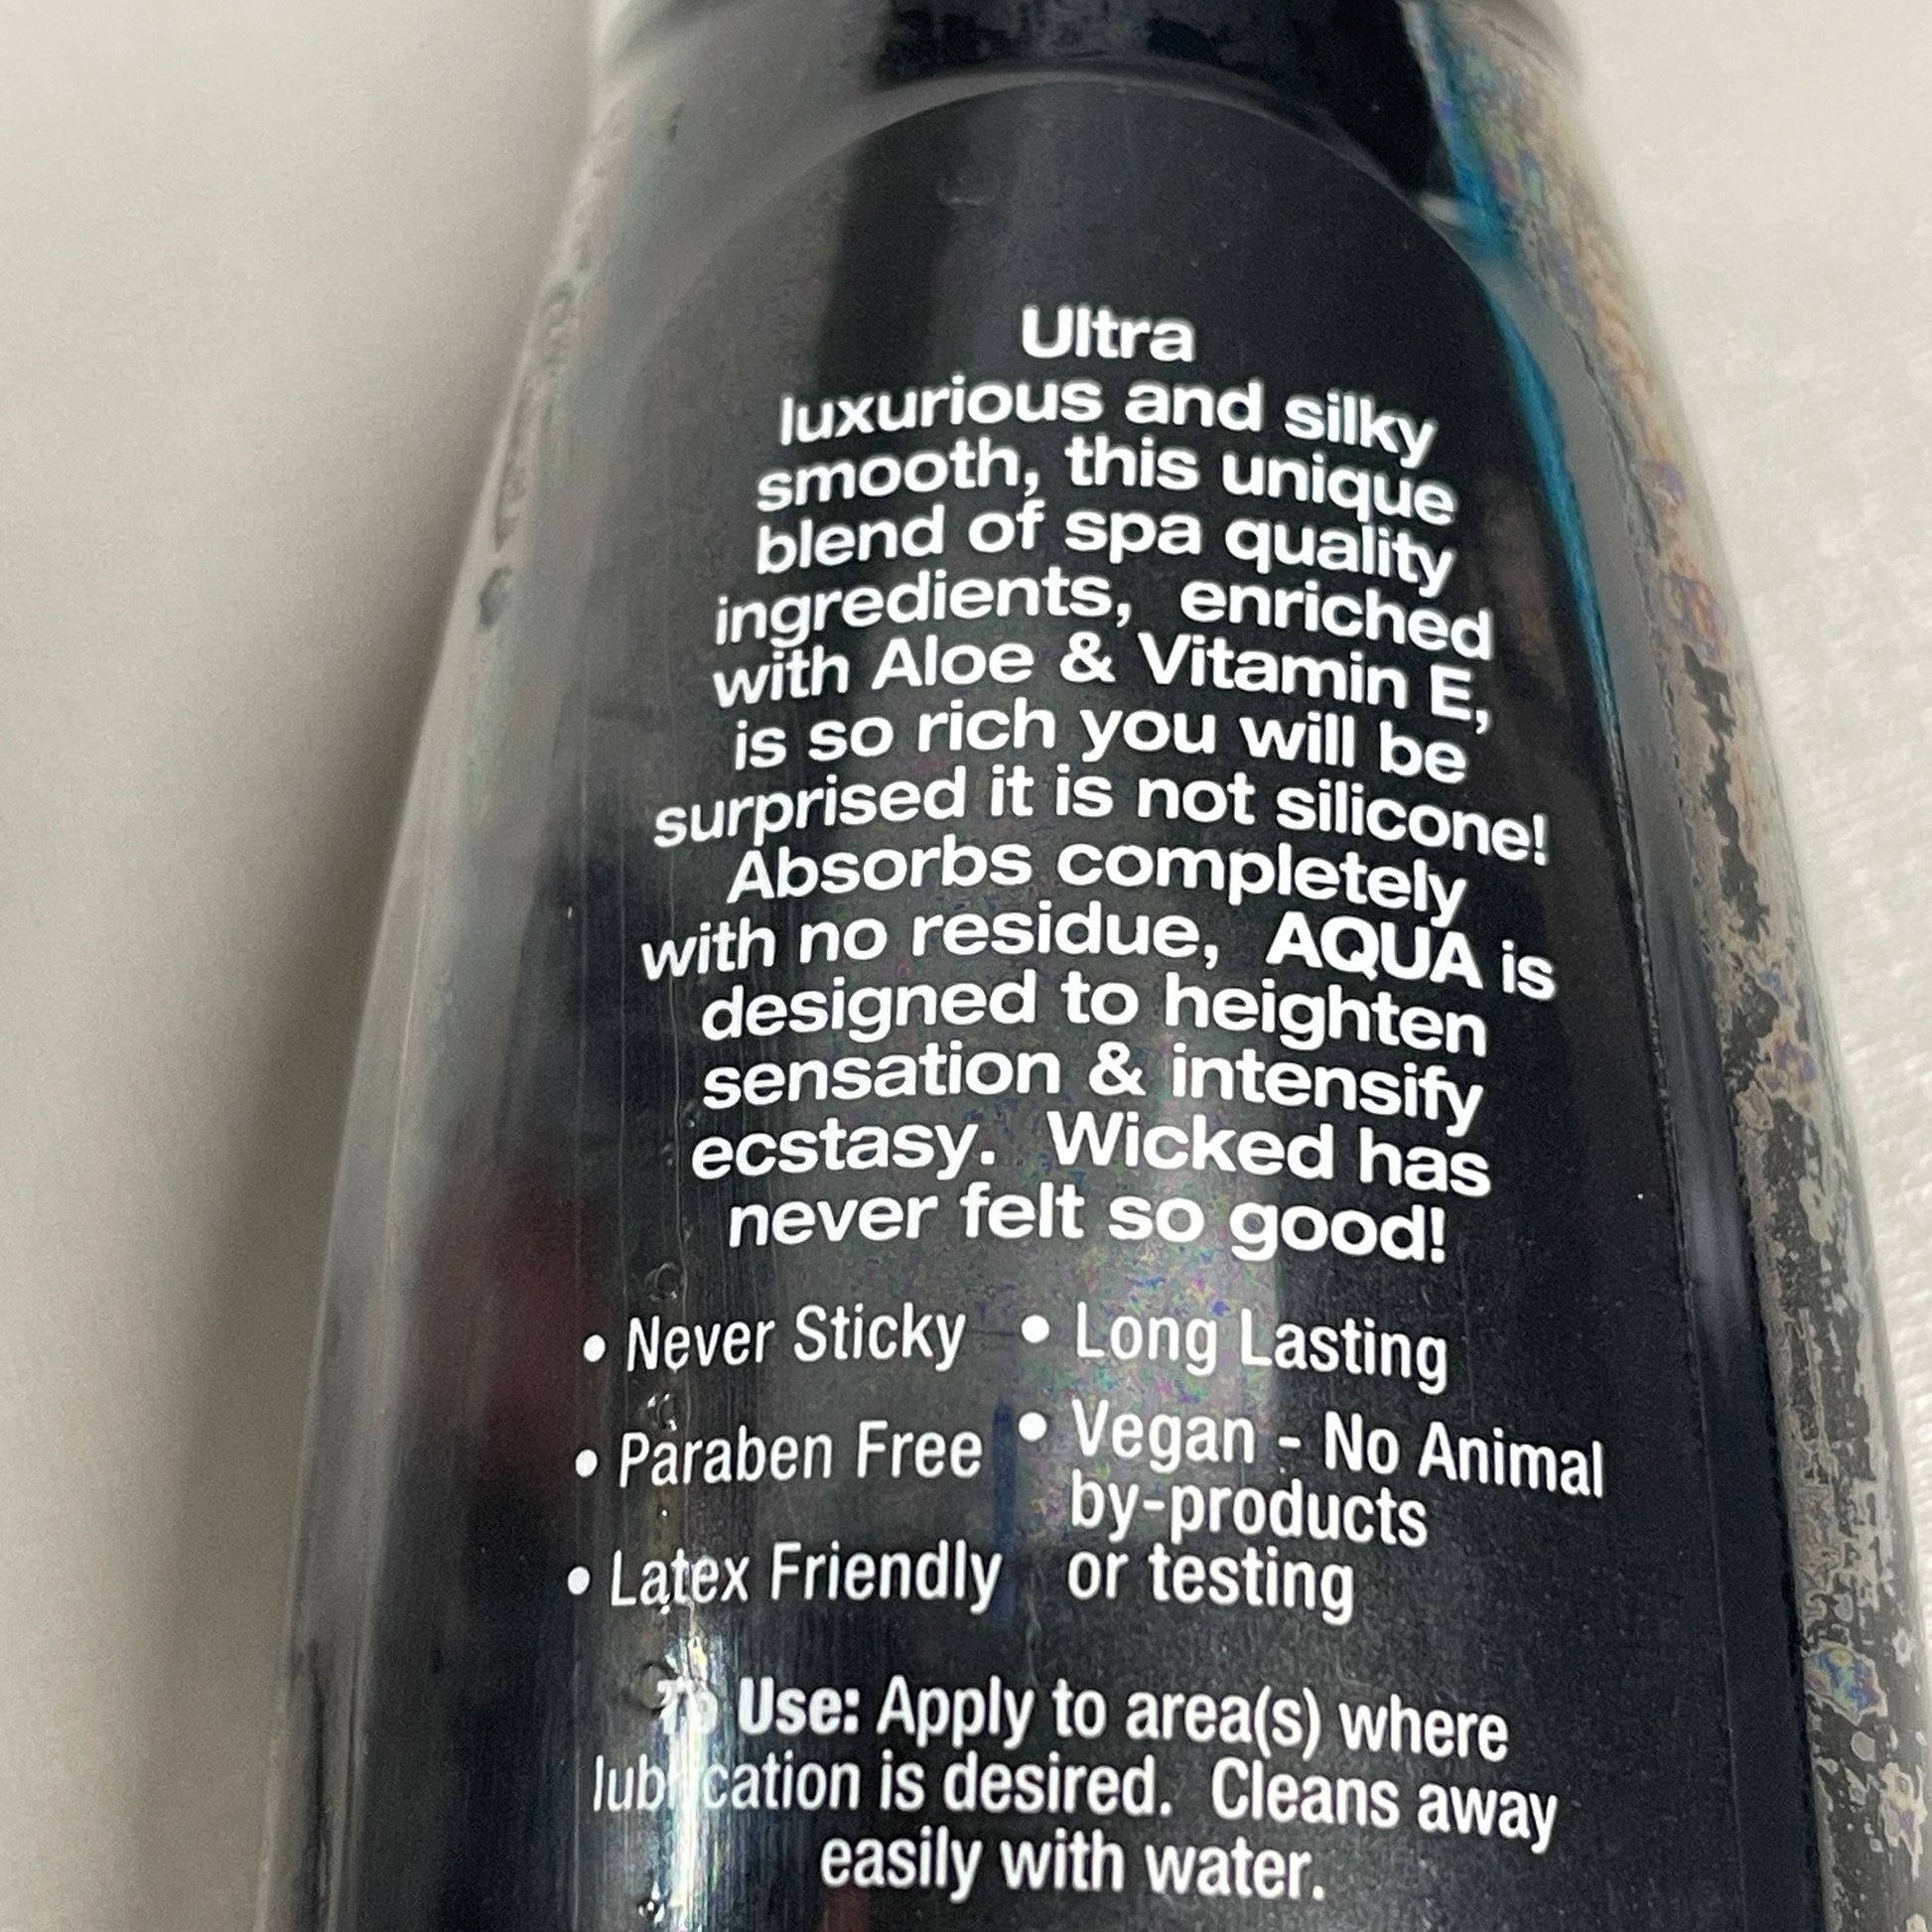 Ultra
luxurious and silky
smooth, this unique
blend of spa quality
ingredients, enriched
with Aloe & Vitamin E,
is so rich you will be
surprised it is not silicone!
Absorbs completely
with no residue, AQUA is
designed to heighten
sensation & intensify
ecstasy. Wicked has
never felt so good!
• Never Sticky
• Paraben Free
• Latex Friendly
• Long Lasting
• Vegan - No Animal
by-products
or testing
To Use: Apply to area(s) where
lubrication is desired. Cleans away
easily with water.